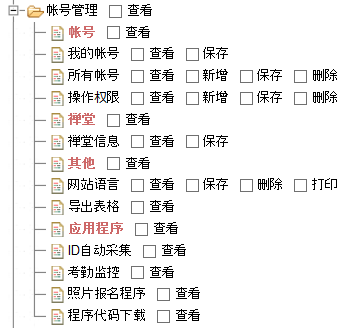 帐号管理 查看
帐号 查看
我的帐号 查看 保存
所有帐号 查看 新增 保存 删除
操作权限 查看 新增 保存 删除
禅堂 查看
禅堂信息 查看 保存
其他 查看
网站语言 查看 保存 删除 打印
导出表格 查看
应用程序 查看
ID自动采集 查看
考勤监控 查看
照片报名程序 查看
程序代码下载 查看